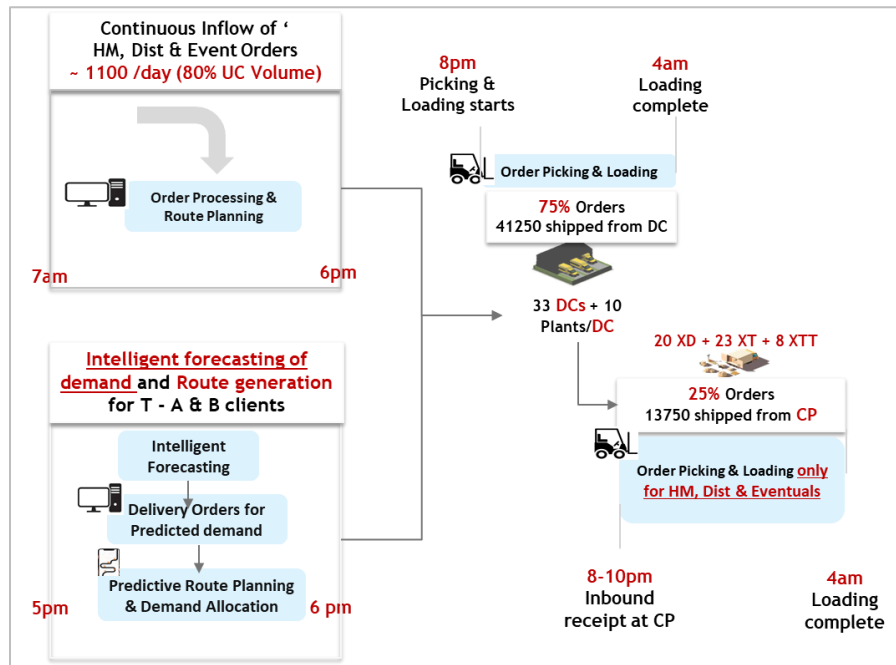 Continuous Inflow of ‘
HM, Dist & Event Orders
~ 1100 /day (80% UC Volume)
Order Processing &
Route Planning
7am
6pm
Intelligent forecasting of
demand and Route generation
for T - A & B clients
Intelligent
Forecasting
Delivery Orders for
Predicted demand
Predictive Route Planning
& Demand Allocation
5pm
6 pm
8pm
Picking &
Loading starts
4am
Loading
complete
Order Picking & Loading
75% Orders
41250 shipped from DC
33 DCs + 10
Plants/DC
20 XD + 23 XT + 8 XTT
25% Orders
13750 shipped from CP
Order Picking & Loading only
for HM, Dist & Eventuals
8-10pm
Inbound
receipt at CP
4am
Loading
complete